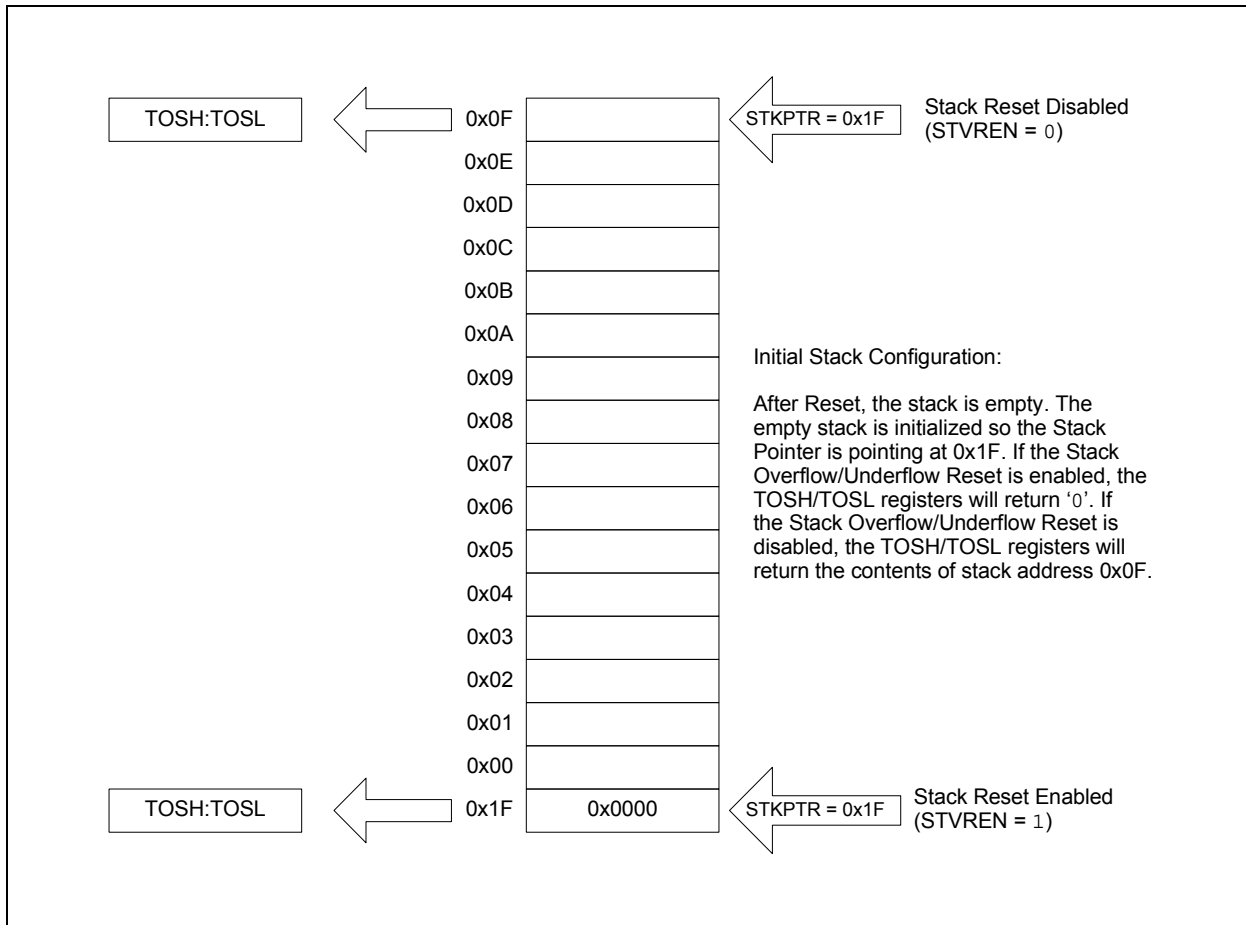 TOSH:TOSL 0x0F STKPTR = 0x1F Stack Reset Disabled
(STVREN = 0)
0x0E
0x0D
0x0C
0x0B
0x0A
0x09
0x08
0x07
0x06
0x05
0x04
0x03
0x02
0x01
0x00
Initial Stack Configuration:
After Reset, the stack is empty. The
empty stack is initialized so the Stack
Pointer is pointing at 0x1F. If the Stack
Overflow/Underflow Reset is enabled, the
TOSH/TOSL registers will return ‘0’. If
the Stack Overflow/Underflow Reset is
disabled, the TOSH/TOSL registers will
return the contents of stack address 0x0F.
TOSH:TOSL 0x1F 0x0000 STKPTR = 0x1F Stack Reset Enabled
(STVREN = 1)